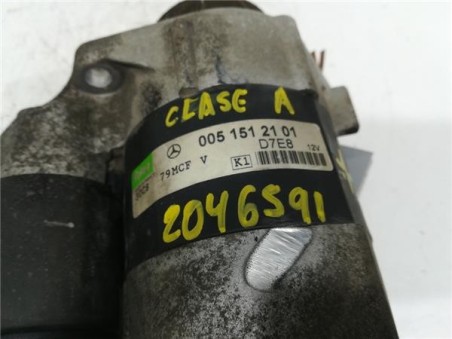 CLASE A
005 151 21 01
D7E8 12V
79MCF V K1
2046591